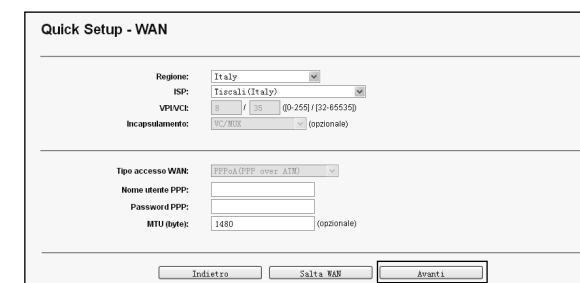 Quick Setup - WAN
Regione: Italy
ISP: Tiscali(Italy)
VPI/VCI: 8 / 35 ([0-255] / [32-65535])
Incapsulamento: VC/MUX (opzionale)
Tipo accesso WAN: PPPoA(PPP over ATM)
Nome utente PPP:
Password PPP:
MTU (byte): 1480 (opzionale)
Indietro Salta WAN Avanti